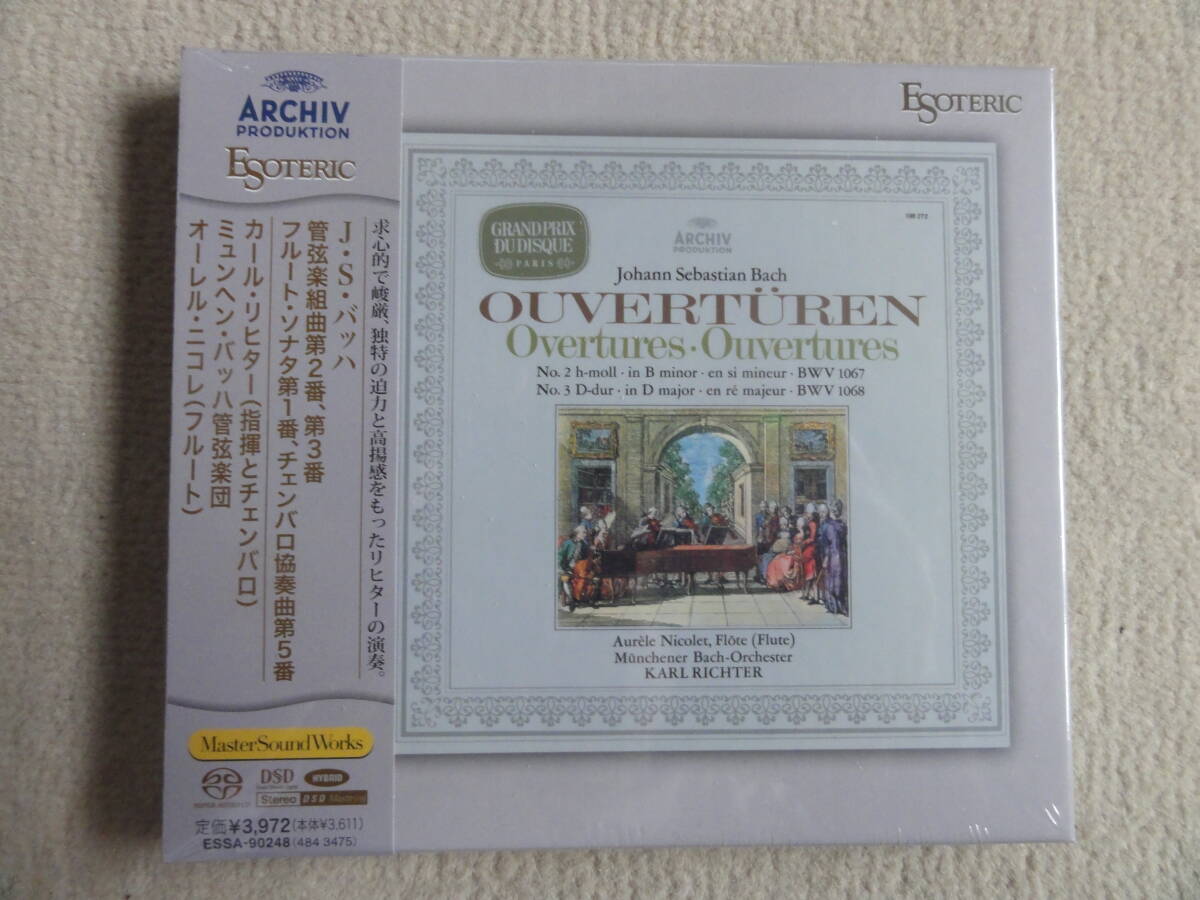 ARCHIV
PRODUKTION
ESOTERIC
求心的で峻厳、独特の迫力と高揚感をもったリヒターの演奏。
J・S・バッハ
管弦楽組曲第2番、第3番
フルート・ソナタ第1番、チェンバロ協奏曲第5番
カール・リヒター(指揮とチェンバロ)
ミュンヘン・バッハ管弦楽団
オーレル・ニコレ(フルート)
MasterSoundWorks
SUPER AUDIO CD
DSD
HYBRID
Stereo
DSD Mastering
定価¥3,972(本体¥3,611)
ESSA-90248(484 3475)
ESOTERIC
GRAND PRIX
DU DISQUE
PARIS
ARCHIV
PRODUKTION
198 272
Johann Sebastian Bach
OUVERTÜREN
Overtures · Ouvertures
No. 2 h-moll · in B minor · en si mineur · BWV 1067
No. 3 D-dur · in D major · en ré majeur · BWV 1068
Aurèle Nicolet, Flöte (Flute)
Münchener Bach-Orchester
KARL RICHTER